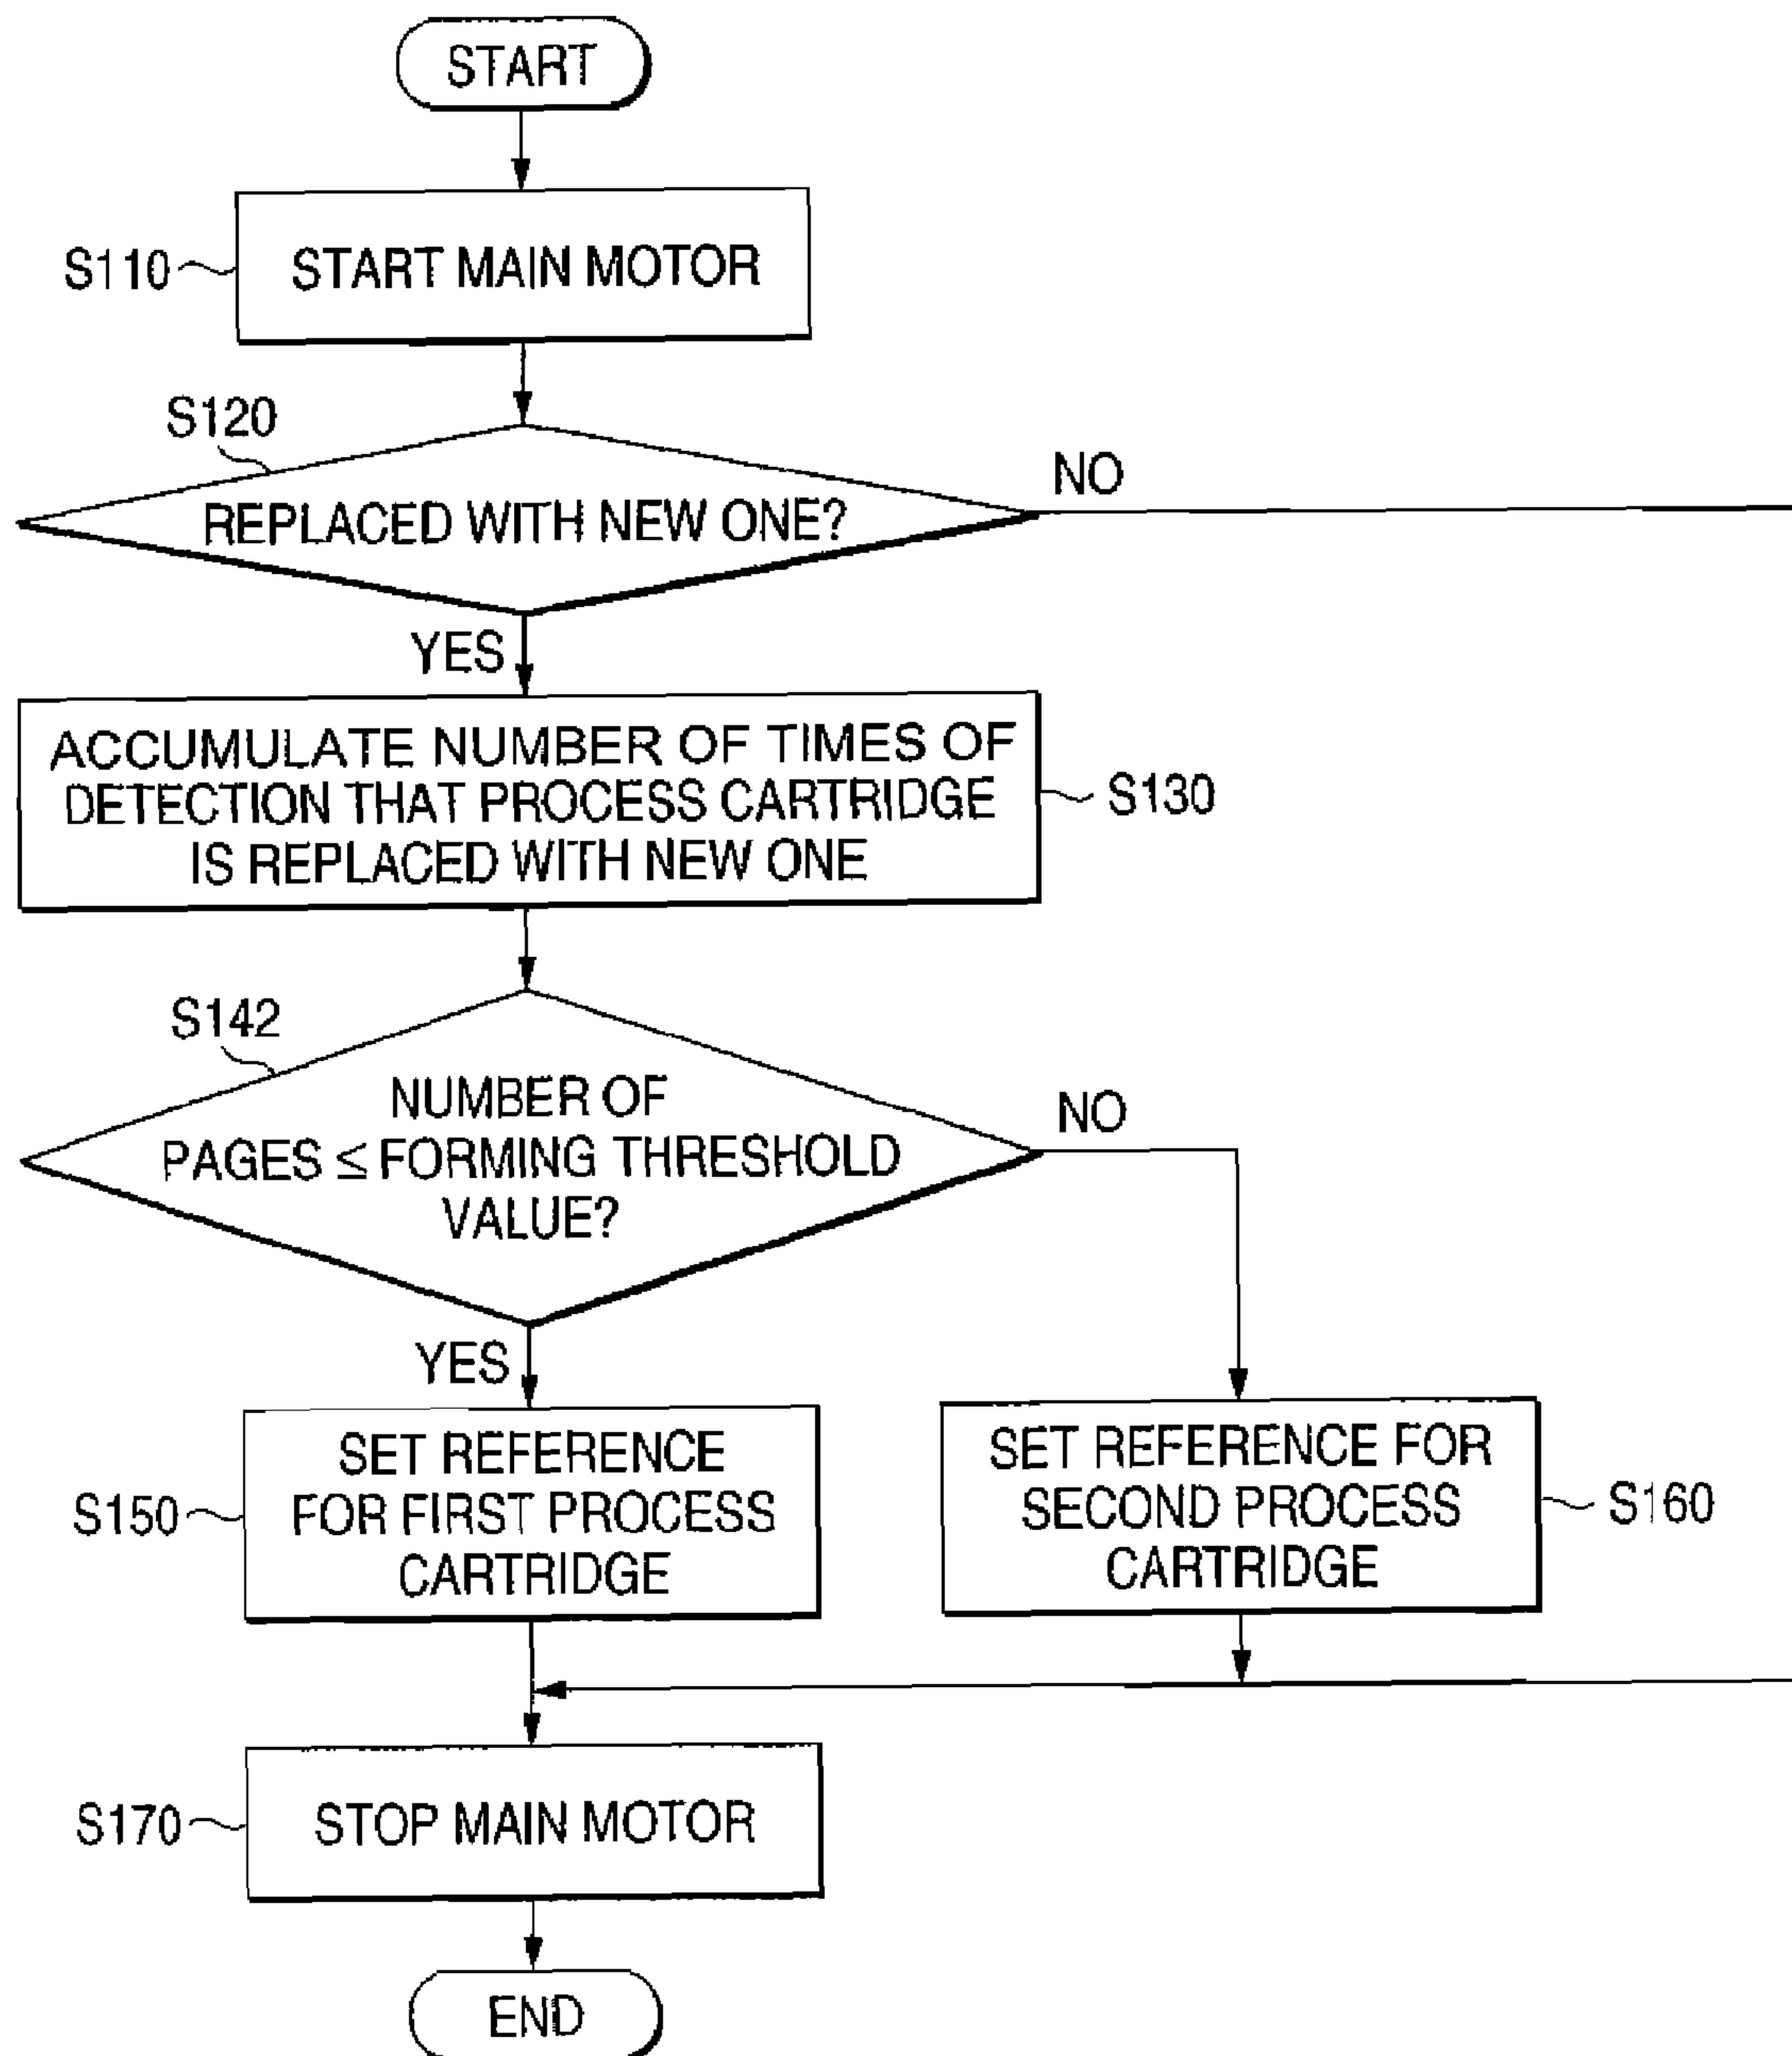 START
S110
START MAIN MOTOR
S120
REPLACED WITH NEW ONE?
NO
YES
ACCUMULATE NUMBER OF TIMES OF
DETECTION THAT PROCESS CARTRIDGE
IS REPLACED WITH NEW ONE
S130
S142
NUMBER OF
PAGES ≤ FORMING THRESHOLD
VALUE?
NO
YES
S150
SET REFERENCE
FOR FIRST PROCESS
CARTRIDGE
SET REFERENCE FOR
SECOND PROCESS
CARTRIDGE
S160
S170
STOP MAIN MOTOR
END